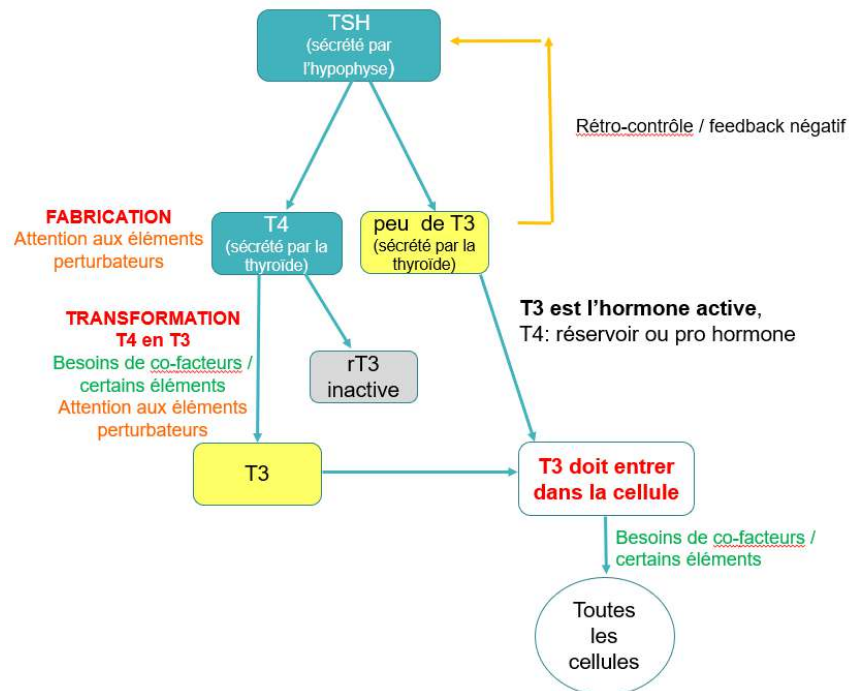 TSH
(sécrété par
l'hypophyse)
Rétro-contrôle / feedback négatif
FABRICATION
Attention aux éléments
perturbateurs
T4
(sécrété par la
thyroïde)
peu de T3
(sécrété par la
thyroïde)
T3 est l'hormone active,
T4: réservoir ou pro hormone
TRANSFORMATION
T4 en T3
Besoins de co-facteurs /
certains éléments
Attention aux éléments
perturbateurs
rT3
inactive
T3
T3 doit entrer
dans la cellule
Besoins de co-facteurs /
certains éléments
Toutes
les
cellules